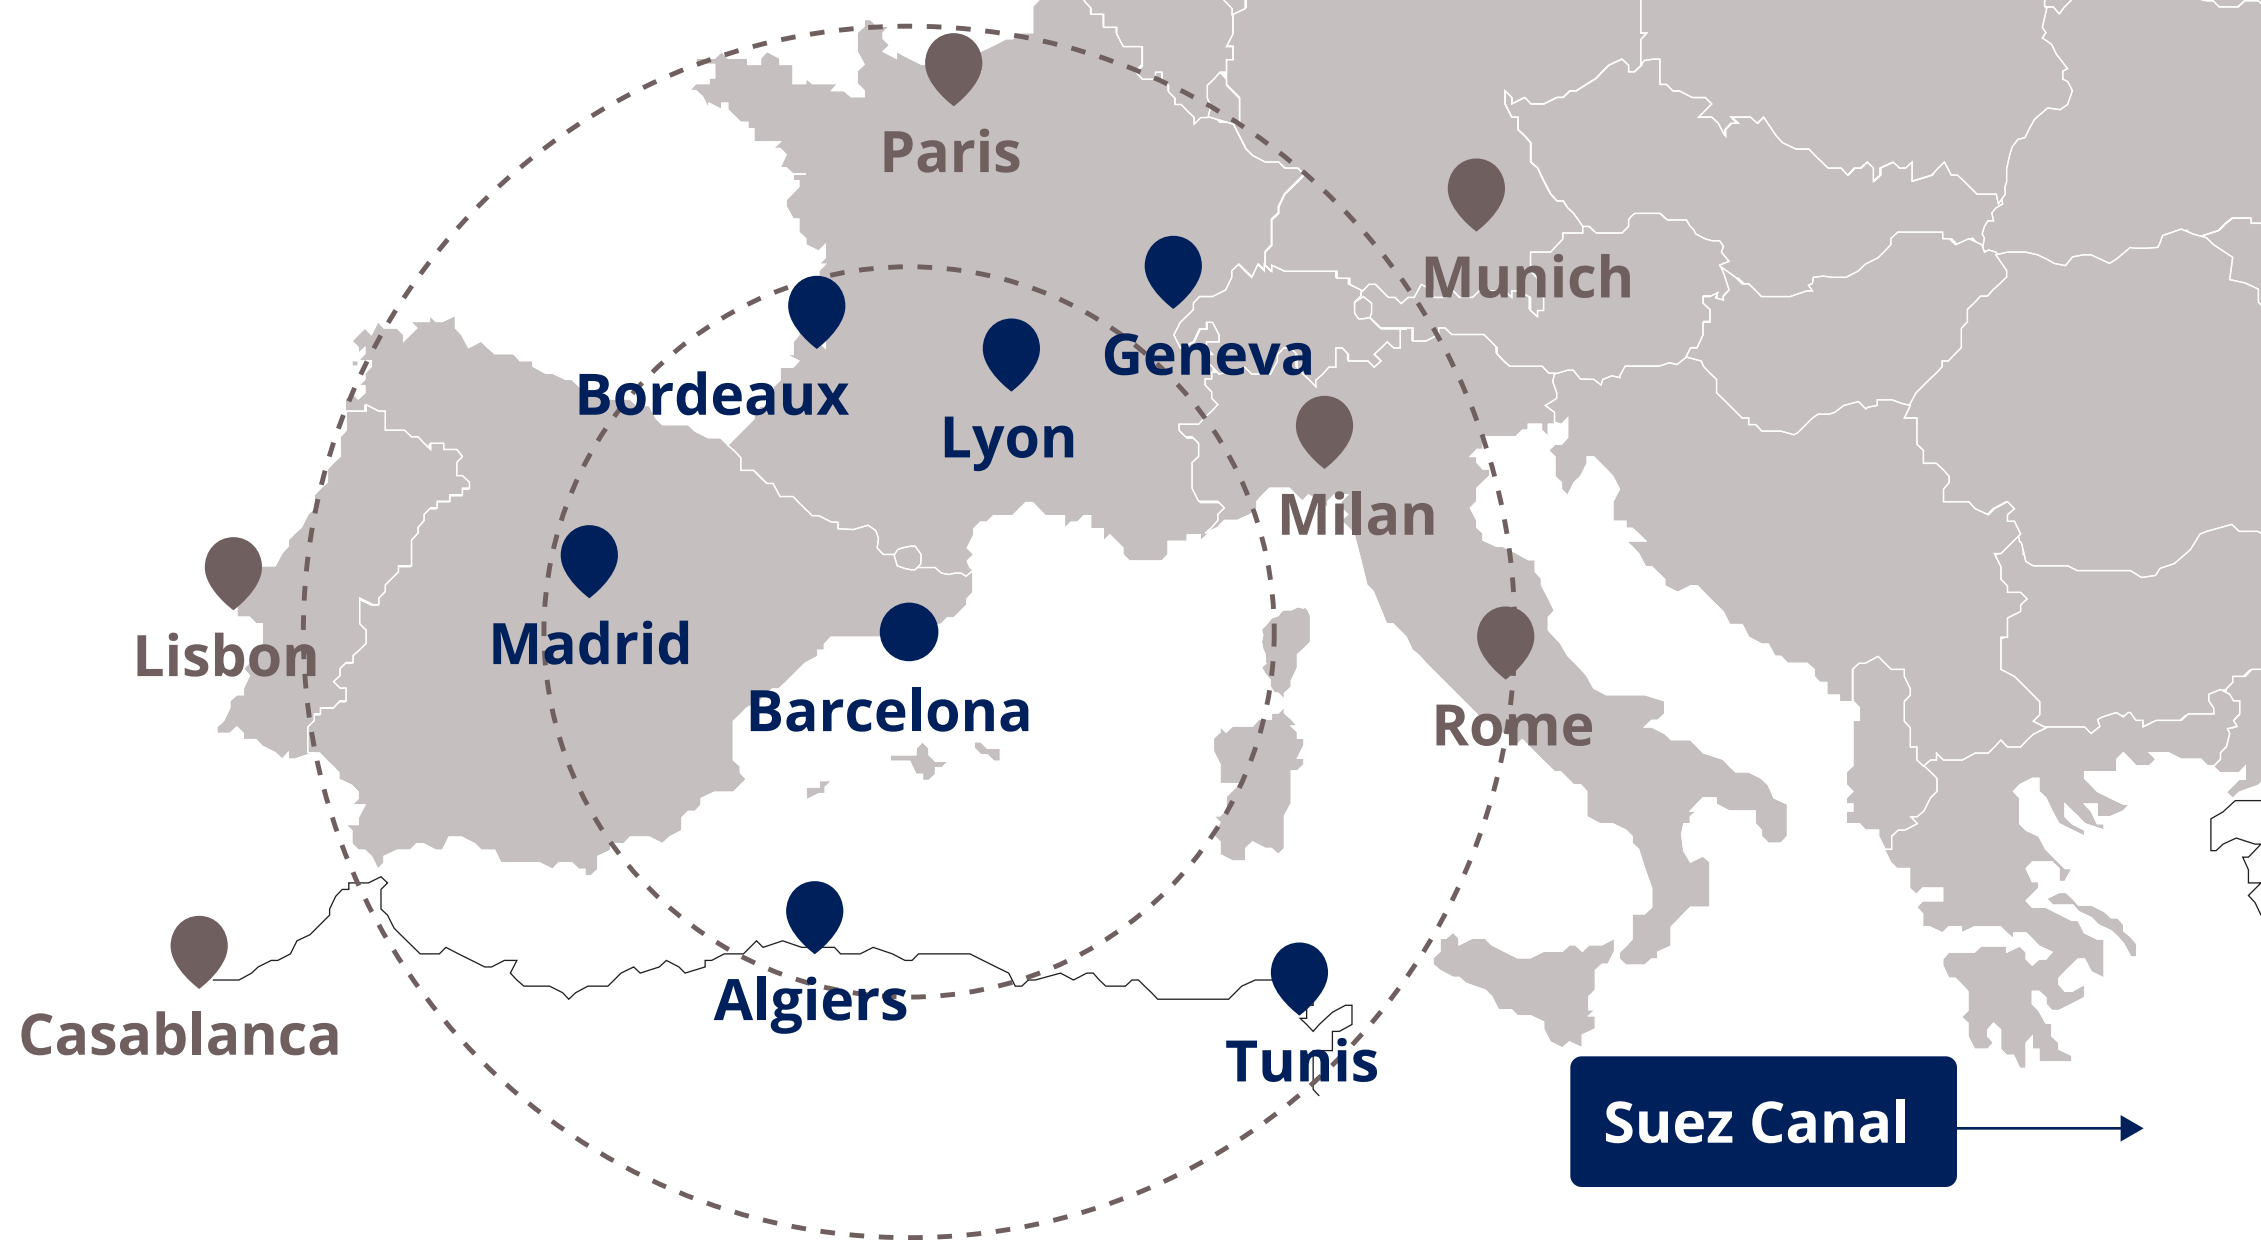 Paris
Munich
Geneva
Bordeaux
Lyon
Milan
Lisbon
Madrid
Barcelona
Rome
Algiers
Casablanca
Tunis
Suez Canal